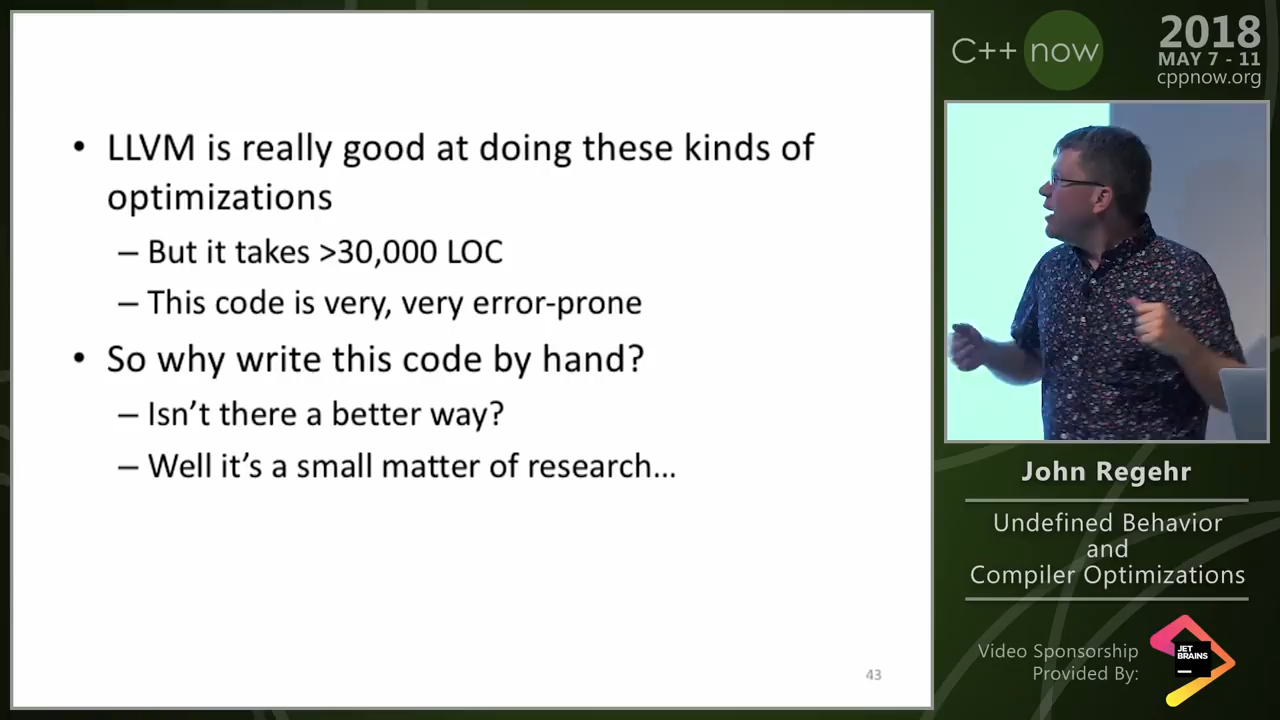 • LLVM is really good at doing these kinds of
optimizations
– But it takes >30,000 LOC
– This code is very, very error-prone
• So why write this code by hand?
– Isn’t there a better way?
– Well it’s a small matter of research…
43
C++ now
2018
MAY 7 - 11
cppnow.org
John Regehr
Undefined Behavior
and
Compiler Optimizations
Video Sponsorship
Provided By:
JET
BRAINS